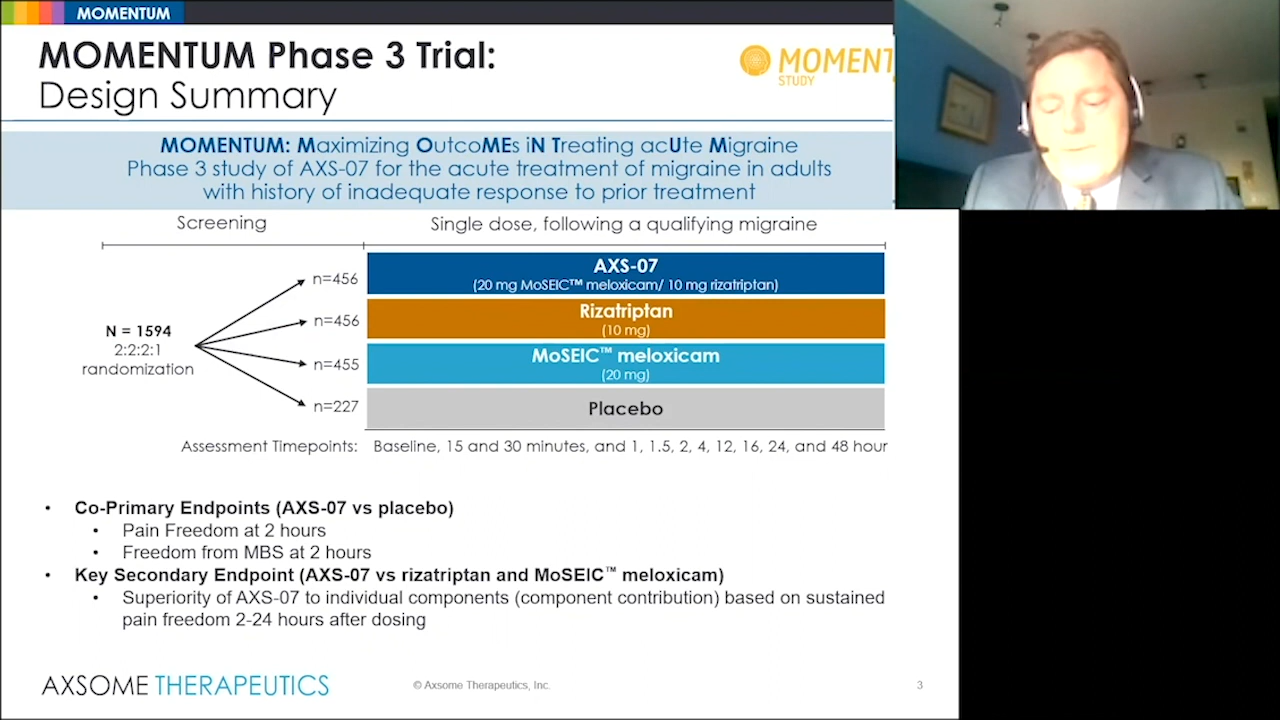 MOMENTUM
MOMENTUM Phase 3 Trial:
Design Summary
MOMENT
STUDY
MOMENTUM: Maximizing OutcoMEs iN Treating acUte Migraine
Phase 3 study of AXS-07 for the acute treatment of migraine in adults
with history of inadequate response to prior treatment
Screening
Single dose, following a qualifying migraine
N = 1594
2:2:2:1
randomization
n=456
AXS-07
(20 mg MoSEIC™ meloxicam/ 10 mg rizatriptan)
n=456
Rizatriptan
(10 mg)
n=455
MoSEIC™ meloxicam
(20 mg)
n=227
Placebo
Assessment Timepoints: Baseline, 15 and 30 minutes, and 1, 1.5, 2, 4, 12, 16, 24, and 48 hour
• Co-Primary Endpoints (AXS-07 vs placebo)
• Pain Freedom at 2 hours
• Freedom from MBS at 2 hours
• Key Secondary Endpoint (AXS-07 vs rizatriptan and MoSEIC™ meloxicam)
• Superiority of AXS-07 to individual components (component contribution) based on sustained
pain freedom 2-24 hours after dosing
AXSOME THERAPEUTICS
© Axsome Therapeutics, Inc.
3